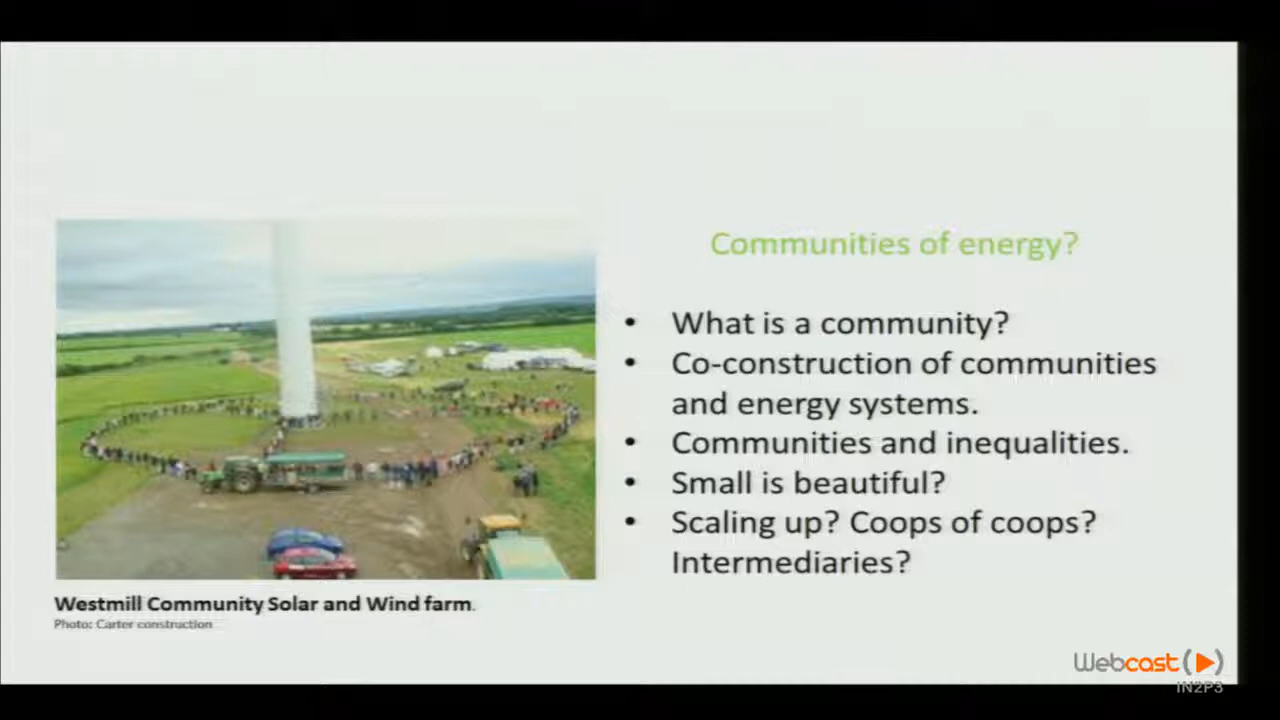 Communities of energy?
• What is a community?
• Co-construction of communities
and energy systems.
• Communities and inequalities.
• Small is beautiful?
• Scaling up? Coops of coops?
Intermediaries?
Westmill Community Solar and Wind farm.
Photo: Carter construction
Webcast
IN2P3